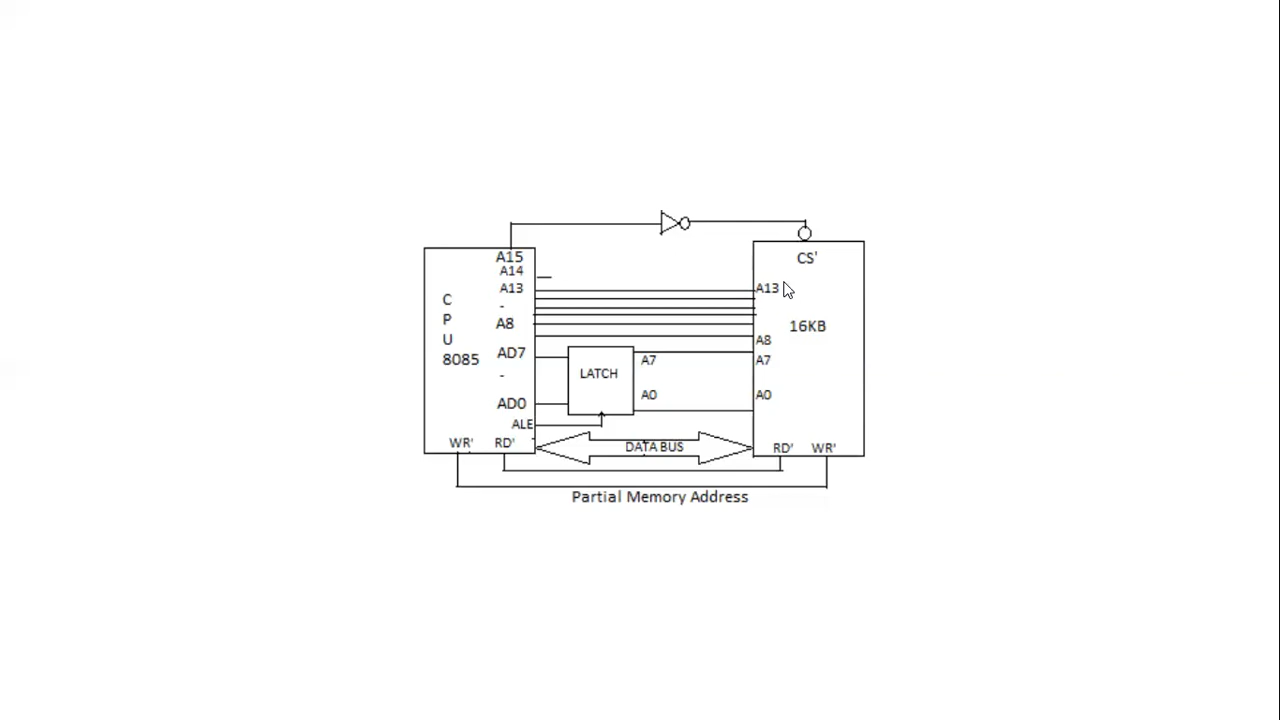 A15
A14
A13
-
A8
C
P
U
8085
AD7
-
AD0
ALE
WR' RD'
LATCH
A7
A0
DATA BUS
CS'
A13
16KB
A8
A7
A0
RD' WR'
Partial Memory Address